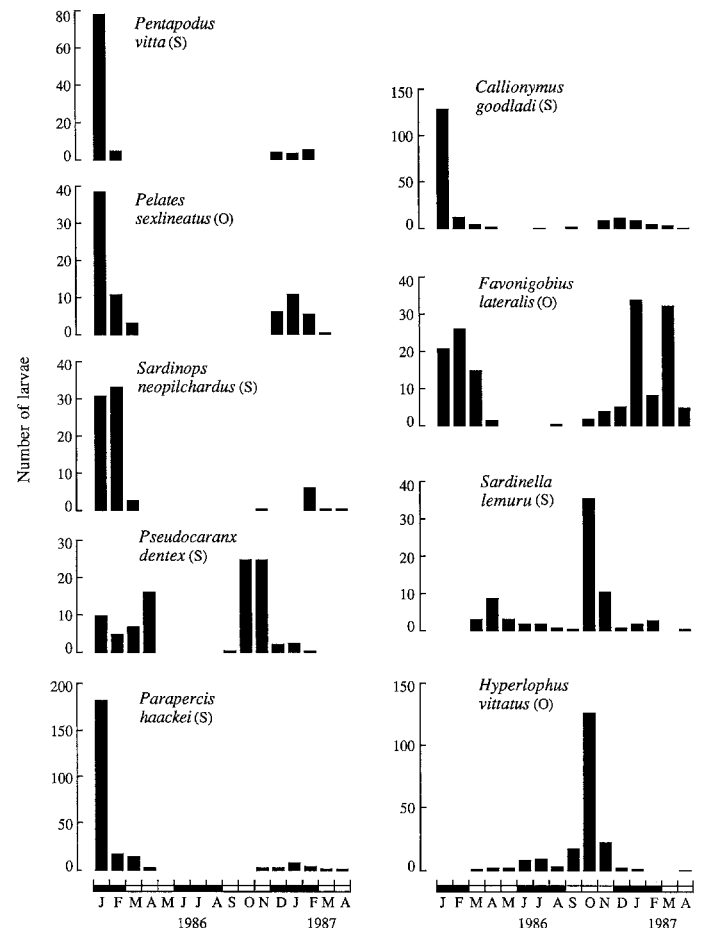 Number of larvae
Pentapodus
vitta (S)
80
60
40
20
0
Pelates
sexlineatus (O)
40
30
20
10
0
Sardinops
neopilchardus (S)
40
30
20
10
0
Pseudocaranx
dentex (S)
30
20
10
0
Parapercis
haackei (S)
200
150
100
50
0
J F M A M J J A S O N D J F M A
1986 1987
Callionymus
goodladi (S)
150
100
50
0
Favonigobius
lateralis (O)
40
30
20
10
0
Sardinella
lemuru (S)
40
30
20
10
0
Hyperlophus
vittatus (O)
150
100
50
0
J F M A M J J A S O N D J F M A
1986 1987